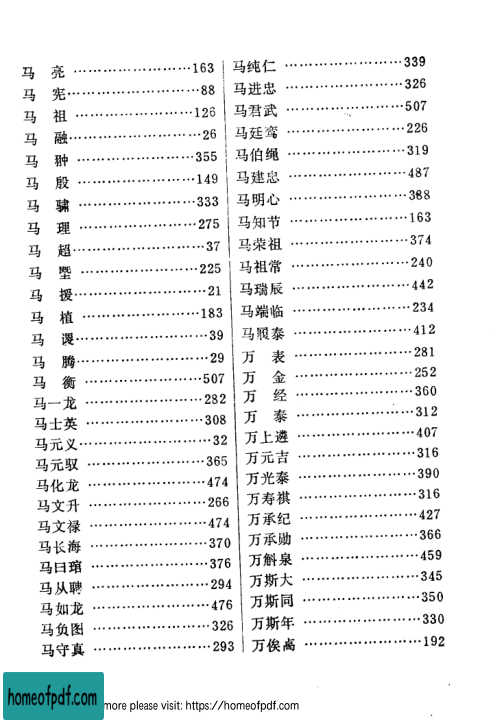 马　亮 ………………163
马　宪………………88
马　祖 ………………126
马　融………………26
马　翀 ………………355
马　殷 ………………149
马　骕 ………………333
马　理 ………………275
马　超………………37
马　塈 ………………225
马　援………………21
马　植 ………………183
马　谡………………39
马　腾………………29
马　衡 ………………507
马一龙 ………………282
马士英 ………………308
马元义………………32
马元驭 ………………365
马化龙 ………………474
马文升 ………………266
马文禄 ………………474
马长海 ………………370
马曰琯 ………………376
马从聘 ………………294
马如龙 ………………476
马负图 ………………326
马守真 ………………293
马纯仁 ………………339
马进忠 ………………326
马君武 ………………507
马廷鸾 ………………226
马伯绳 ………………319
马建忠 ………………487
马明心 ………………388
马知节 ………………163
马荣祖 ………………374
马祖常 ………………240
马瑞辰 ………………442
马端临 ………………234
马履泰 ………………412
万　表 ………………281
万　金 ………………252
万　经 ………………360
万　泰 ………………312
万上遴 ………………407
万元吉 ………………316
万光泰 ………………390
万寿祺 ………………316
万承纪 ………………427
万承勋 ………………366
万斛泉 ………………459
万斯大 ………………345
万斯同 ………………350
万斯年 ………………330
万俟卨 ………………192
homeofpdf.com
more please visit: https://homeofpdf.com